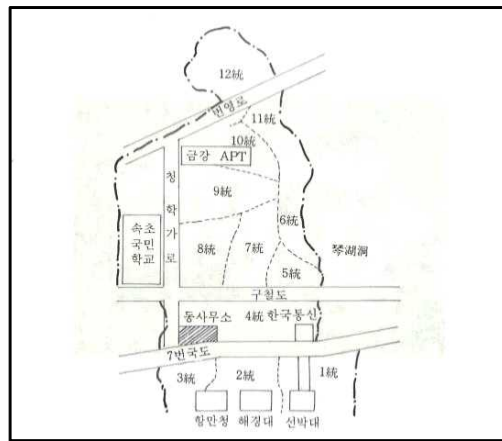 12統
번영로
11統
10統
금강 APT
청학가로
9統
6統
속초
국민
학교
8統
7統
琴湖洞
5統
구철도
동사무소
4統
한국통신
7번국도
3統
2統
1統
항만청
해경대
선박대